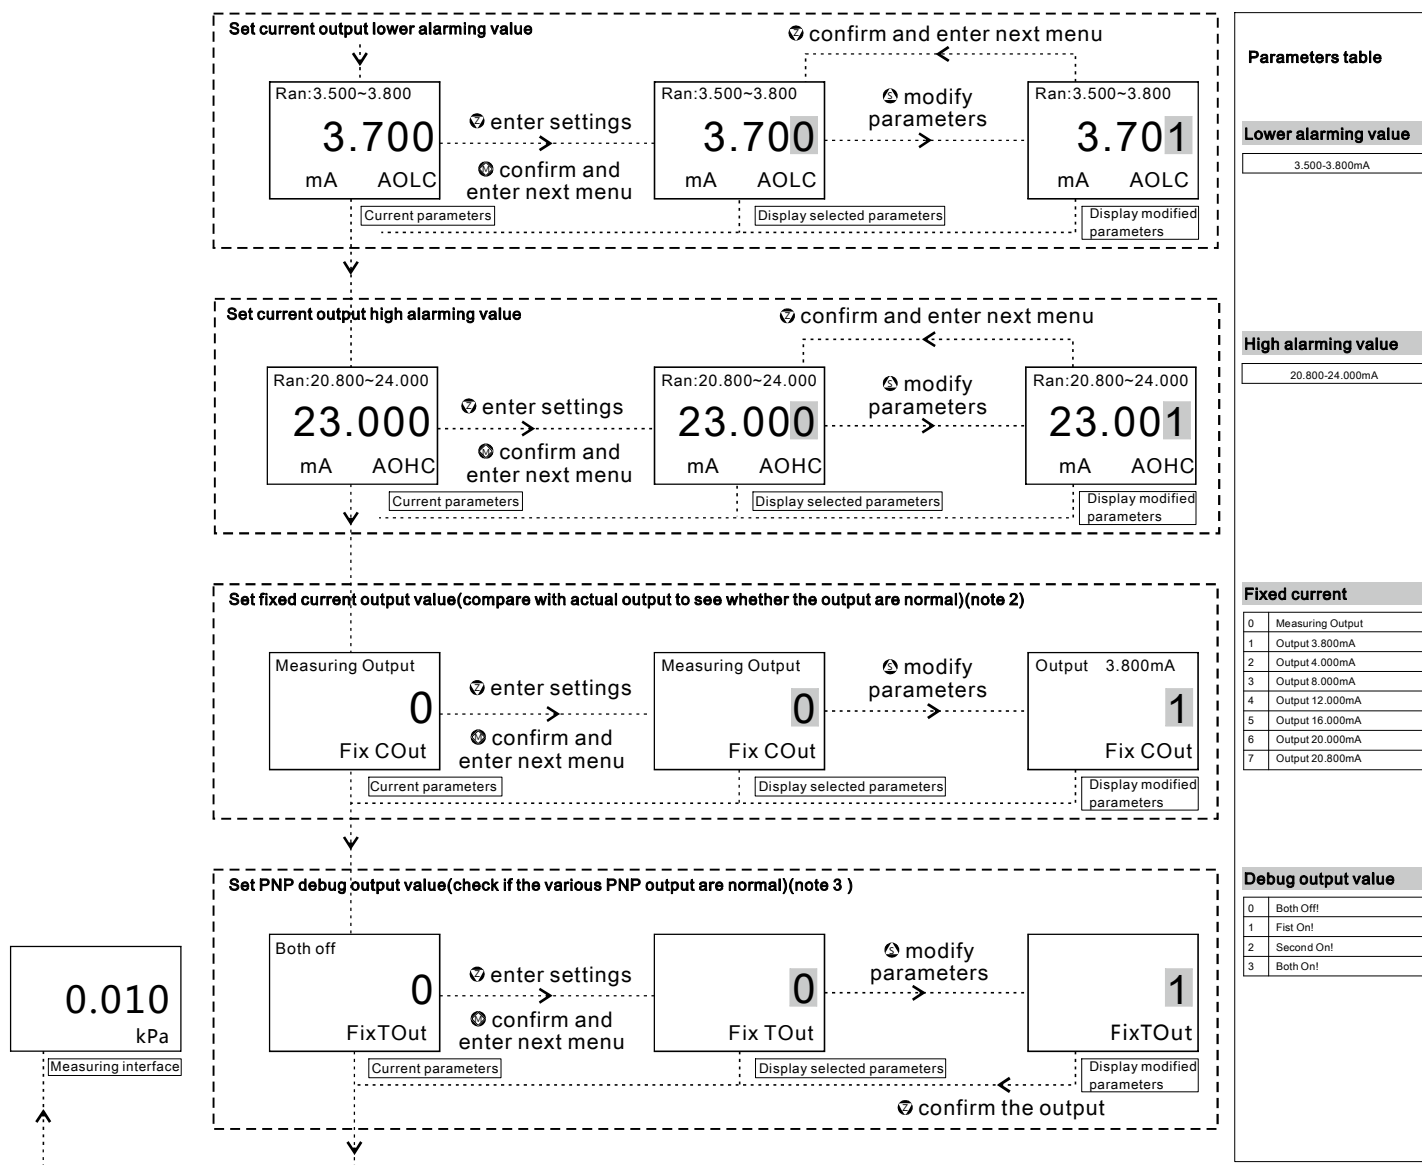 Set current output lower alarming value
Ⓩ confirm and enter next menu
Ran:3.500~3.800
3.700
mA AOLC
Current parameters
Ⓩ enter settings
Ⓜ confirm and
enter next menu
Ran:3.500~3.800
3.700
mA AOLC
Display selected parameters
Ⓢ modify
parameters
Ran:3.500~3.800
3.701
mA AOLC
Display modified
parameters
Set current output high alarming value
Ⓩ confirm and enter next menu
Ran:20.800~24.000
23.000
mA AOHC
Current parameters
Ⓩ enter settings
Ⓜ confirm and
enter next menu
Ran:20.800~24.000
23.000
mA AOHC
Display selected parameters
Ⓢ modify
parameters
Ran:20.800~24.000
23.001
mA AOHC
Display modified
parameters
Set fixed current output value(compare with actual output to see whether the output are normal)(note 2)
Measuring Output
0
Fix COut
Current parameters
Ⓩ enter settings
Ⓜ confirm and
enter next menu
Measuring Output
0
Fix COut
Display selected parameters
Ⓢ modify
parameters
Output 3.800mA
1
Fix COut
Display modified
parameters
Set PNP debug output value(check if the various PNP output are normal)(note 3 )
Both off
0
FixTOut
Current parameters
Ⓩ enter settings
Ⓜ confirm and
enter next menu
0
Fix TOut
Display selected parameters
Ⓢ modify
parameters
1
FixTOut
Display modified
parameters
Ⓩ confirm the output
0.010
kPa
Measuring interface
Parameters table
Lower alarming value
3.500-3.800mA
High alarming value
20.800-24.000mA
Fixed current
0 Measuring Output
1 Output 3.800mA
2 Output 4.000mA
3 Output 8.000mA
4 Output 12.000mA
5 Output 16.000mA
6 Output 20.000mA
7 Output 20.800mA
Debug output value
0 Both Off!
1 Fist On!
2 Second On!
3 Both On!